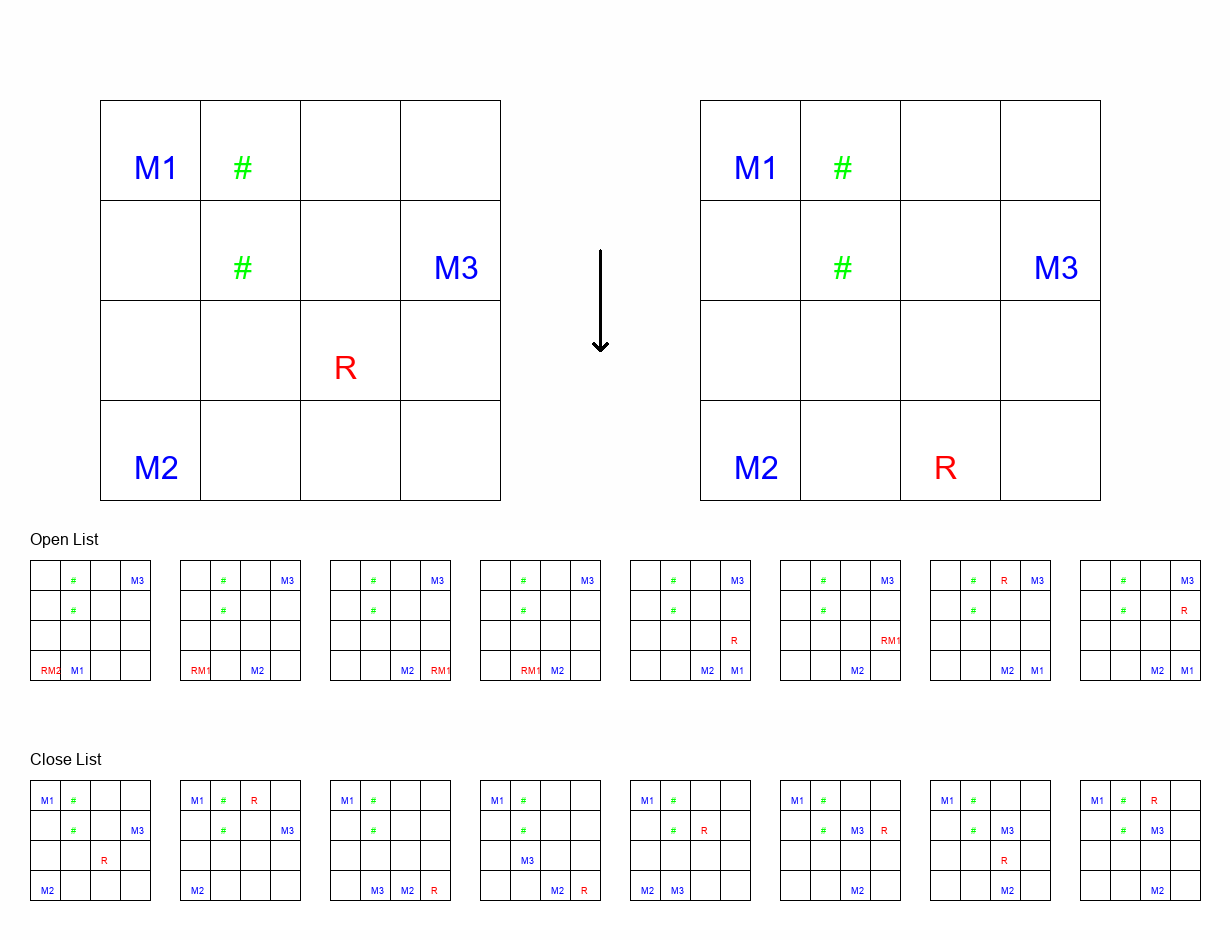 M1 # M1 #
# M3 # M3
R
M2 M2 R
Open List
# M3 # M3 # M3 # M3 # M3 # M3 # R M3 # M3
# # # # # # # # R
R RM1
RM2 M1 RM1 M2 M2 RM1 RM1 M2 M2 M1 M2 M2 M1 M2 M1
Close List
M1 # M1 # R M1 # M1 # M1 # M1 # M1 # M1 # R
# M3 # M3 # # # R # M3 R # M3 # M3
R M3 R
M2 M2 M3 M2 R M2 R M2 M3 M2 M2 M2